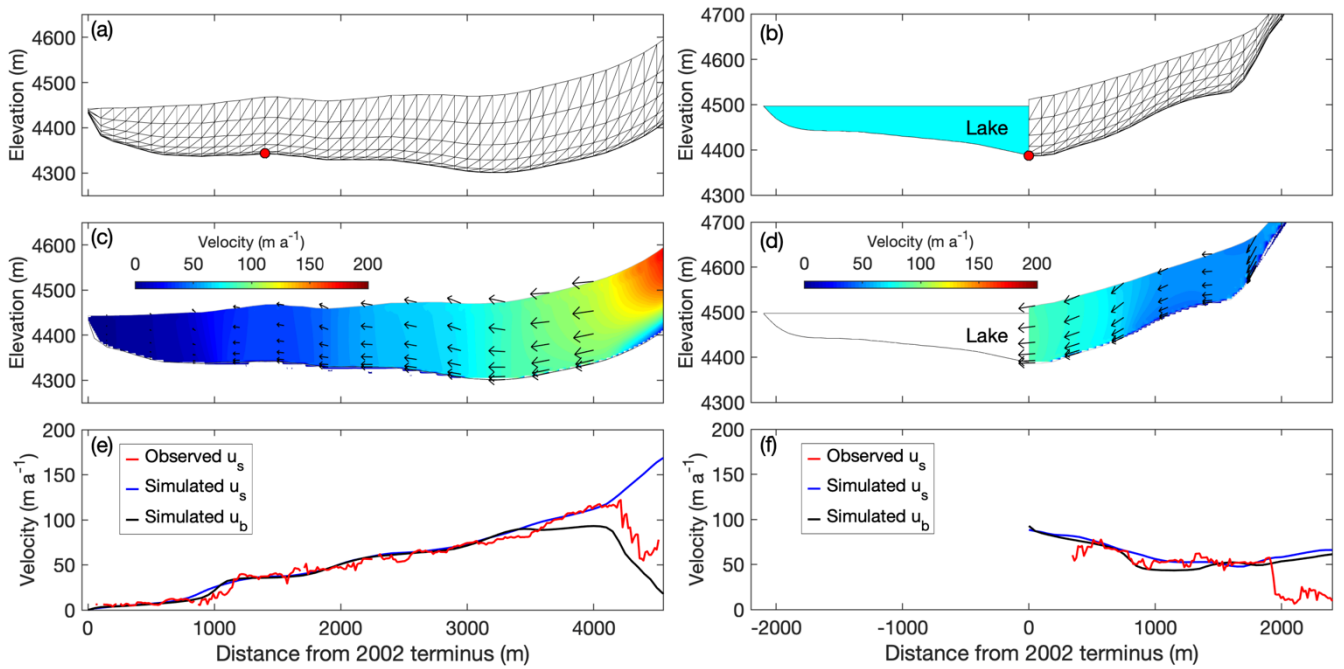 (a)
Elevation (m)
4600
4500
4400
4300
(b)
Elevation (m)
4700
4600
4500
4400
4300
Lake
(c)
Velocity (m a⁻¹)
0 50 100 150 200
Elevation (m)
4600
4500
4400
4300
(d)
Velocity (m a⁻¹)
0 50 100 150 200
Elevation (m)
4700
4600
4500
4400
4300
Lake
(e)
Observed u_s
Simulated u_s
Simulated u_b
Velocity (m a⁻¹)
200
150
100
50
0
0 1000 2000 3000 4000
Distance from 2002 terminus (m)
(f)
Observed u_s
Simulated u_s
Simulated u_b
Velocity (m a⁻¹)
200
150
100
50
0
-2000 -1000 0 1000 2000
Distance from 2002 terminus (m)